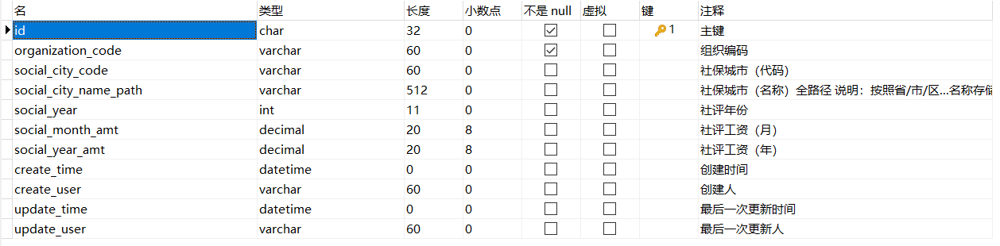 名 类型 长度 小数点 不是 null 虚拟 键 注释
id char 32 0 1 主键
organization_code varchar 60 0 组织编码
social_city_code varchar 60 0 社保城市（代码）
social_city_name_path varchar 512 0 社保城市（名称）全路径 说明：按照省/市/区...名称存储
social_year int 11 0 社评年份
social_month_amt decimal 20 8 社评工资（月）
social_year_amt decimal 20 8 社评工资（年）
create_time datetime 0 0 创建时间
create_user varchar 60 0 创建人
update_time datetime 0 0 最后一次更新时间
update_user varchar 60 0 最后一次更新人